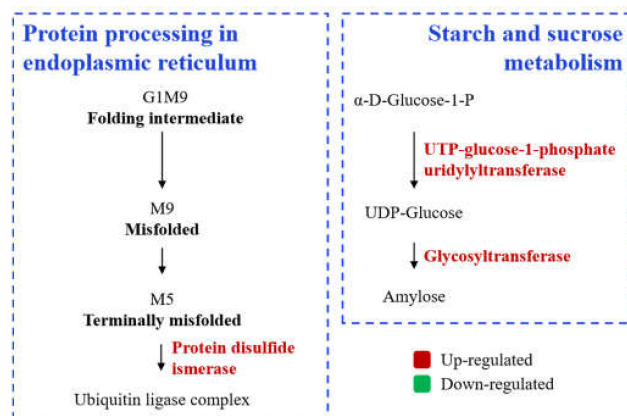 Protein processing in
endoplasmic reticulum
G1M9
Folding intermediate
M9
Misfolded
M5
Terminally misfolded
Protein disulfide
ismerase
Ubiquitin ligase complex
Starch and sucrose
metabolism
α-D-Glucose-1-P
UTP-glucose-1-phosphate
uridylyltransferase
UDP-Glucose
Glycosyltransferase
Amylose
Up-regulated
Down-regulated